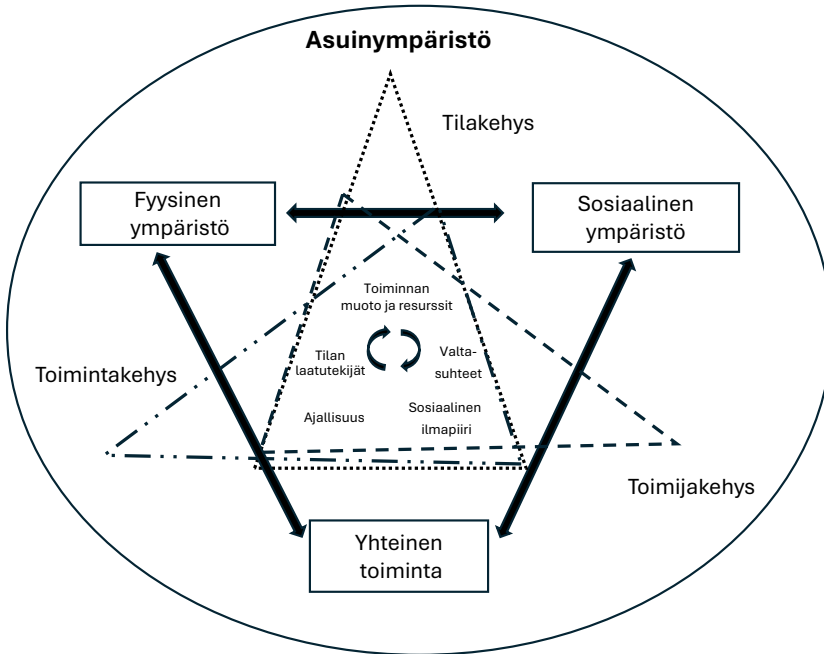 Asuinympäristö
Tilakehys
Fyysinen
ympäristö
Sosiaalinen
ympäristö
Toiminnan
muoto ja resurssit
Tilan
laatutekijät
Valta-
suhteet
Toimintakehys
Ajallisuus
Sosiaalinen
ilmapiiri
Toimijakehys
Yhteinen
toiminta